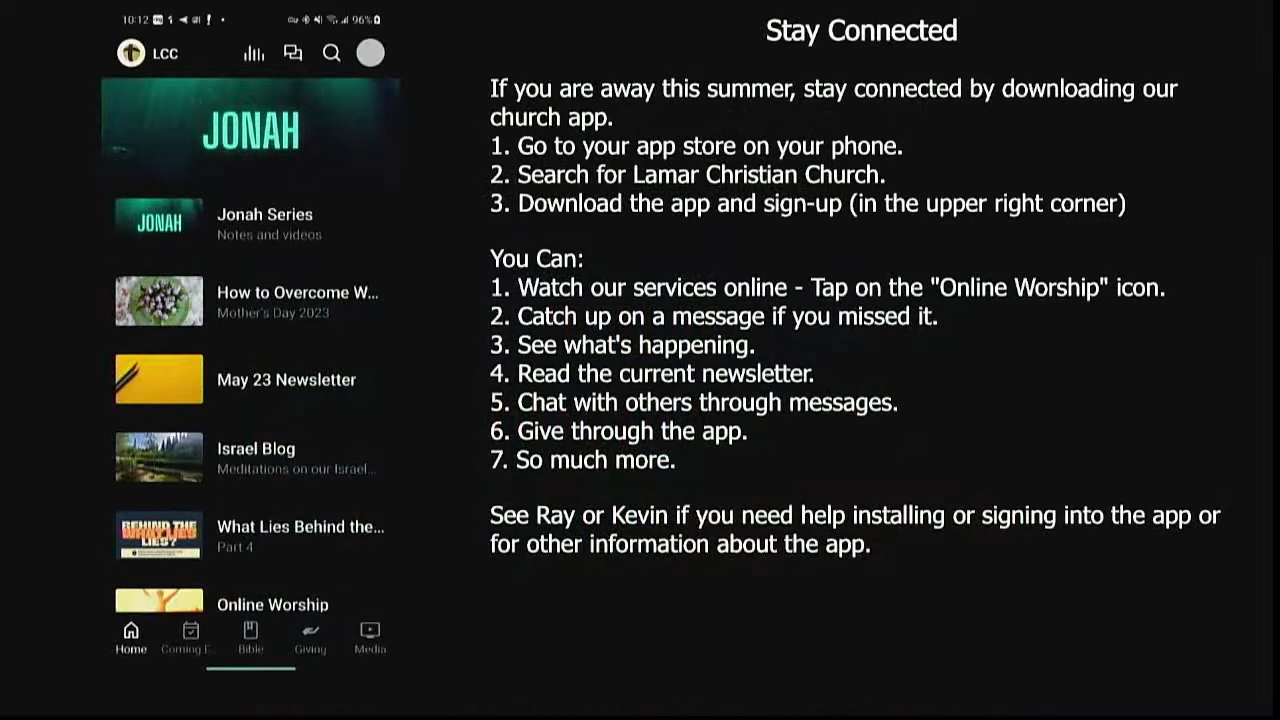 10:12
96%
LCC
JONAH
JONAH
Jonah Series
Notes and videos
How to Overcome W...
Mother's Day 2023
May 23 Newsletter
Israel Blog
Meditations on our Israel...
BEHIND THE
WHAT LIES
LIES?
What Lies Behind the...
Part 4
Online Worship
Home
Coming E...
Bible
Giving
Media
Stay Connected
If you are away this summer, stay connected by downloading our
church app.
1. Go to your app store on your phone.
2. Search for Lamar Christian Church.
3. Download the app and sign-up (in the upper right corner)
You Can:
1. Watch our services online - Tap on the "Online Worship" icon.
2. Catch up on a message if you missed it.
3. See what's happening.
4. Read the current newsletter.
5. Chat with others through messages.
6. Give through the app.
7. So much more.
See Ray or Kevin if you need help installing or signing into the app or
for other information about the app.